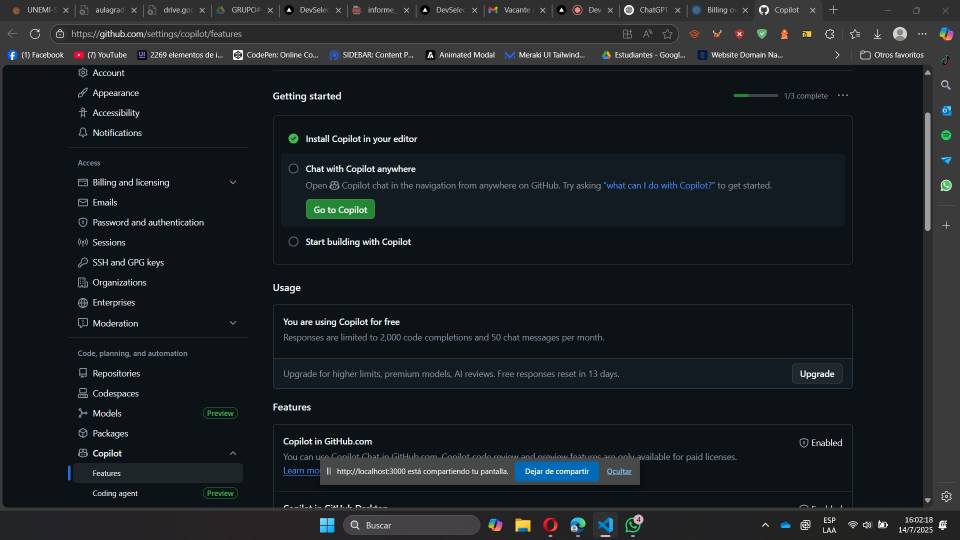 UNEMI-S
aulagrad
drive.goo
GRUPO#
DevSelec
informe_
DevSelec
Vacante
Dev
ChatGPT
Billing ov
Copilot
https://github.com/settings/copilot/features
(1) Facebook
(7) YouTube
2269 elementos de i...
CodePen: Online Co...
SIDEBAR: Content P...
Animated Modal
Meraki UI Tailwind...
Estudiantes - Googl...
Website Domain Na...
Otros favoritos
Account
Appearance
Accessibility
Notifications
Access
Billing and licensing
Emails
Password and authentication
Sessions
SSH and GPG keys
Organizations
Enterprises
Moderation
Code, planning, and automation
Repositories
Codespaces
Models Preview
Packages
Copilot
Features
Coding agent Preview
Getting started
1/3 complete
Install Copilot in your editor
Chat with Copilot anywhere
Open Copilot chat in the navigation from anywhere on GitHub. Try asking "what can I do with Copilot?" to get started.
Go to Copilot
Start building with Copilot
Usage
You are using Copilot for free
Responses are limited to 2,000 code completions and 50 chat messages per month.
Upgrade for higher limits, premium models, AI reviews. Free responses reset in 13 days.
Upgrade
Features
Copilot in GitHub.com
Enabled
You can use Copilot Chat in GitHub.com. Copilot code review and preview features are only available for paid licenses.
Learn mo
http://localhost:3000 está compartiendo tu pantalla.
Dejar de compartir
Ocultar
Copilot in GitHub Desktop
Enabled
Buscar
4
ESP
LAA
16:02:18
14/7/2025